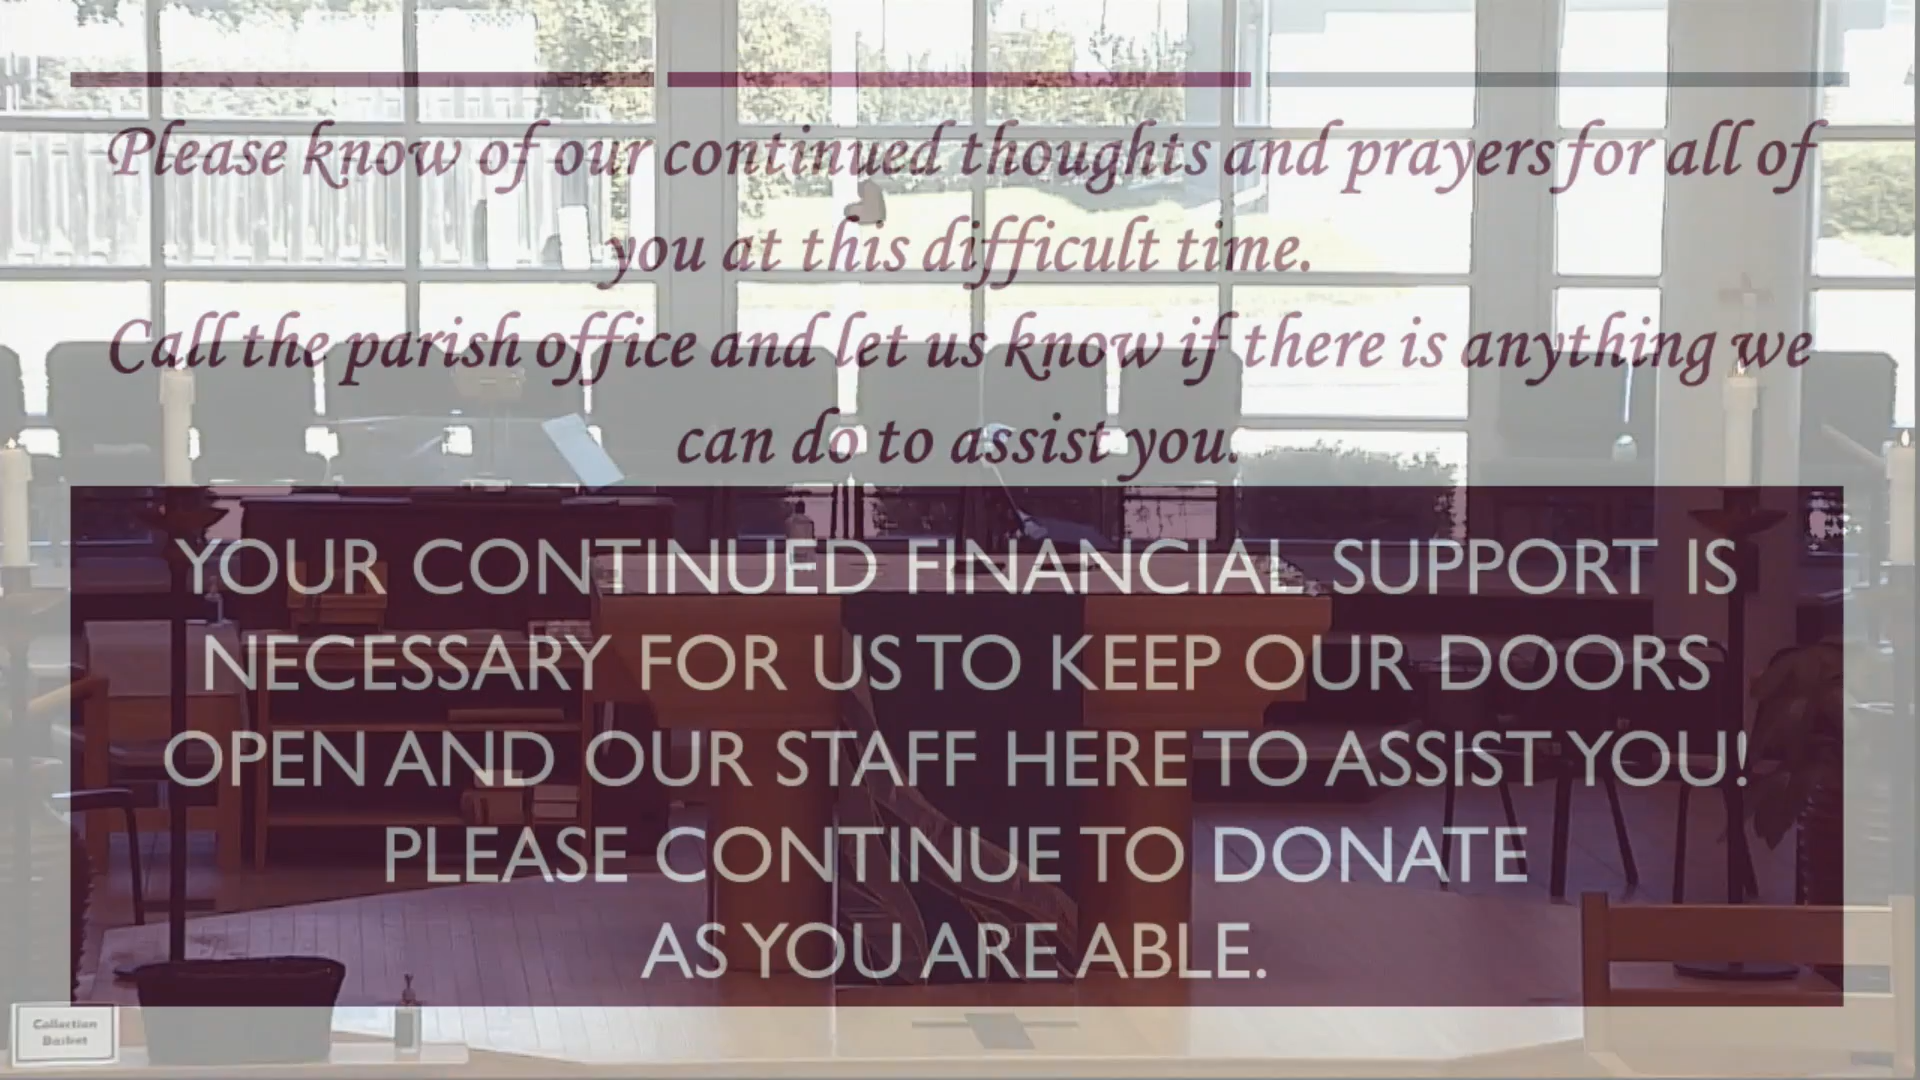 Please know of our continued thoughts and prayers for all of
you at this difficult time.
Call the parish office and let us know if there is anything we
can do to assist you.
YOUR CONTINUED FINANCIAL SUPPORT IS
NECESSARY FOR US TO KEEP OUR DOORS
OPEN AND OUR STAFF HERE TO ASSIST YOU!
PLEASE CONTINUE TO DONATE
AS YOU ARE ABLE.
Collection
Basket